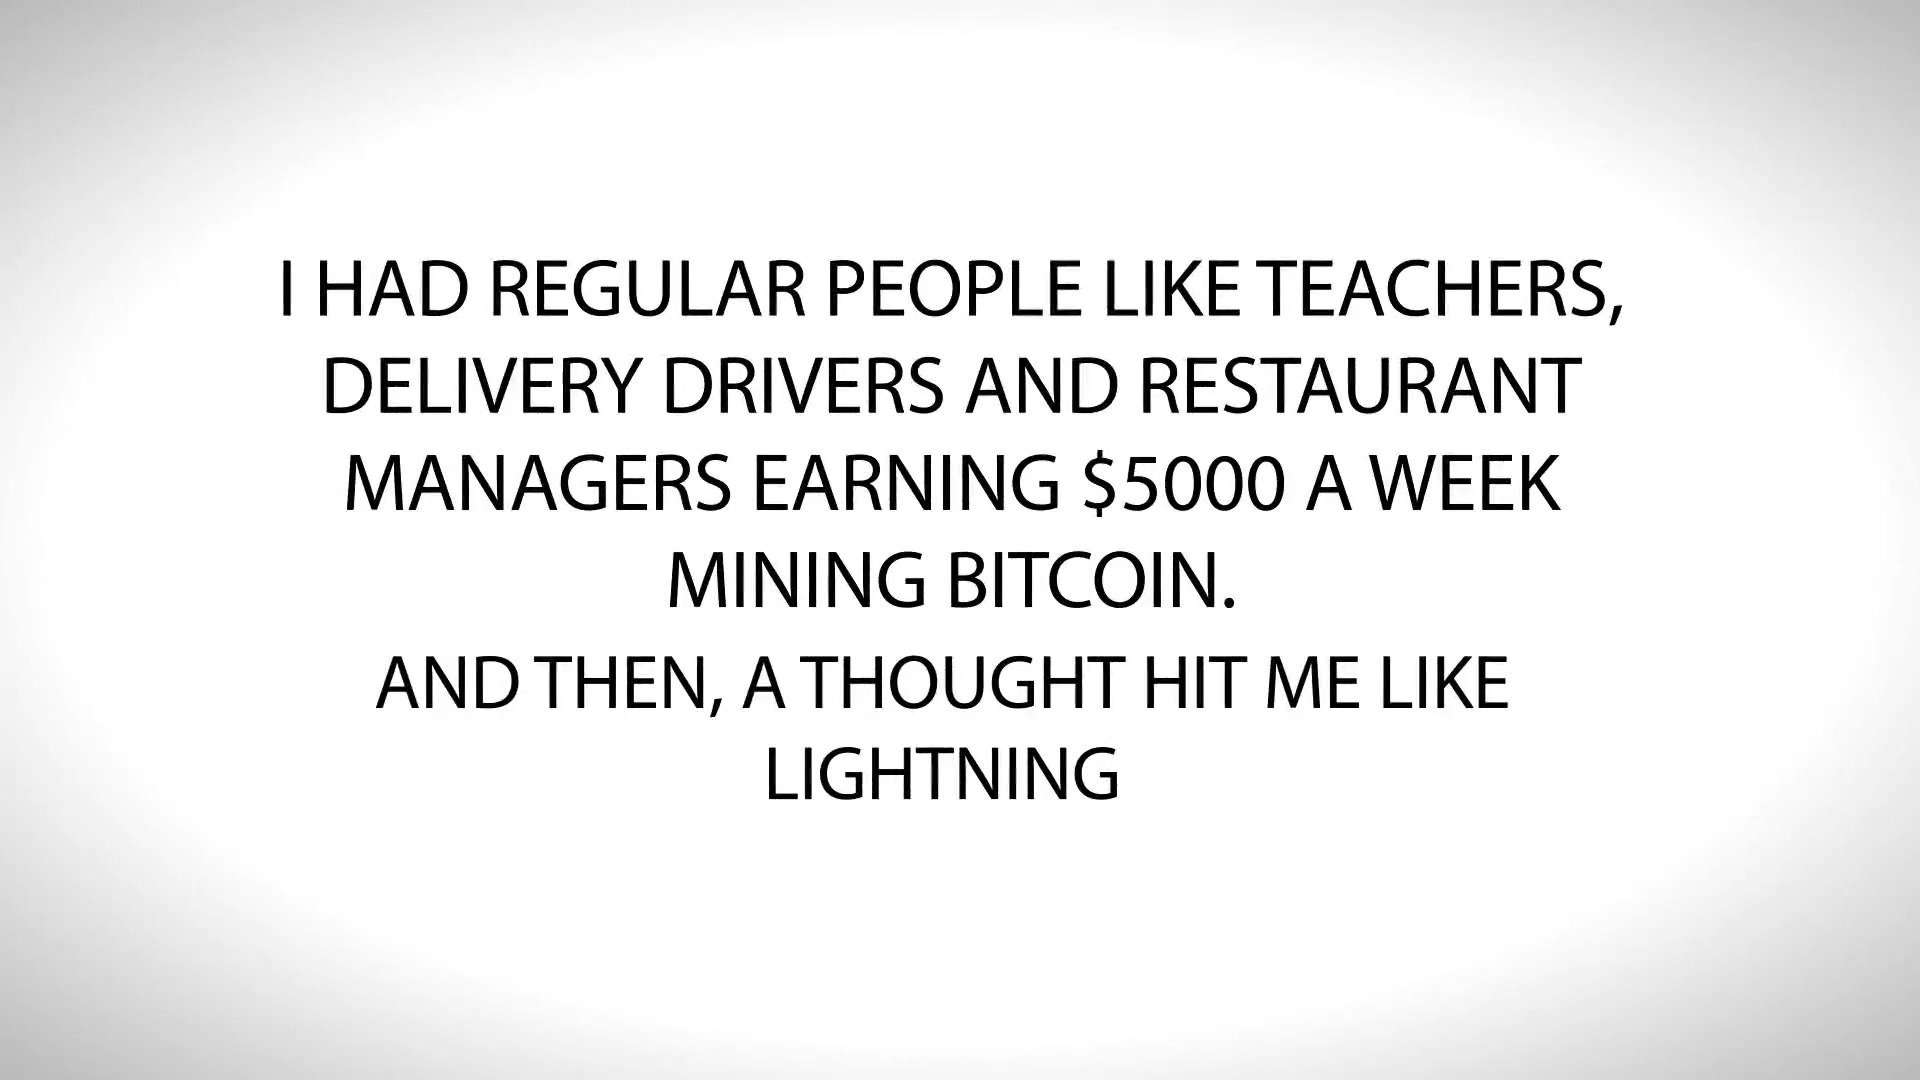 I HAD REGULAR PEOPLE LIKE TEACHERS,
DELIVERY DRIVERS AND RESTAURANT
MANAGERS EARNING $5000 A WEEK
MINING BITCOIN.
AND THEN, A THOUGHT HIT ME LIKE
LIGHTNING